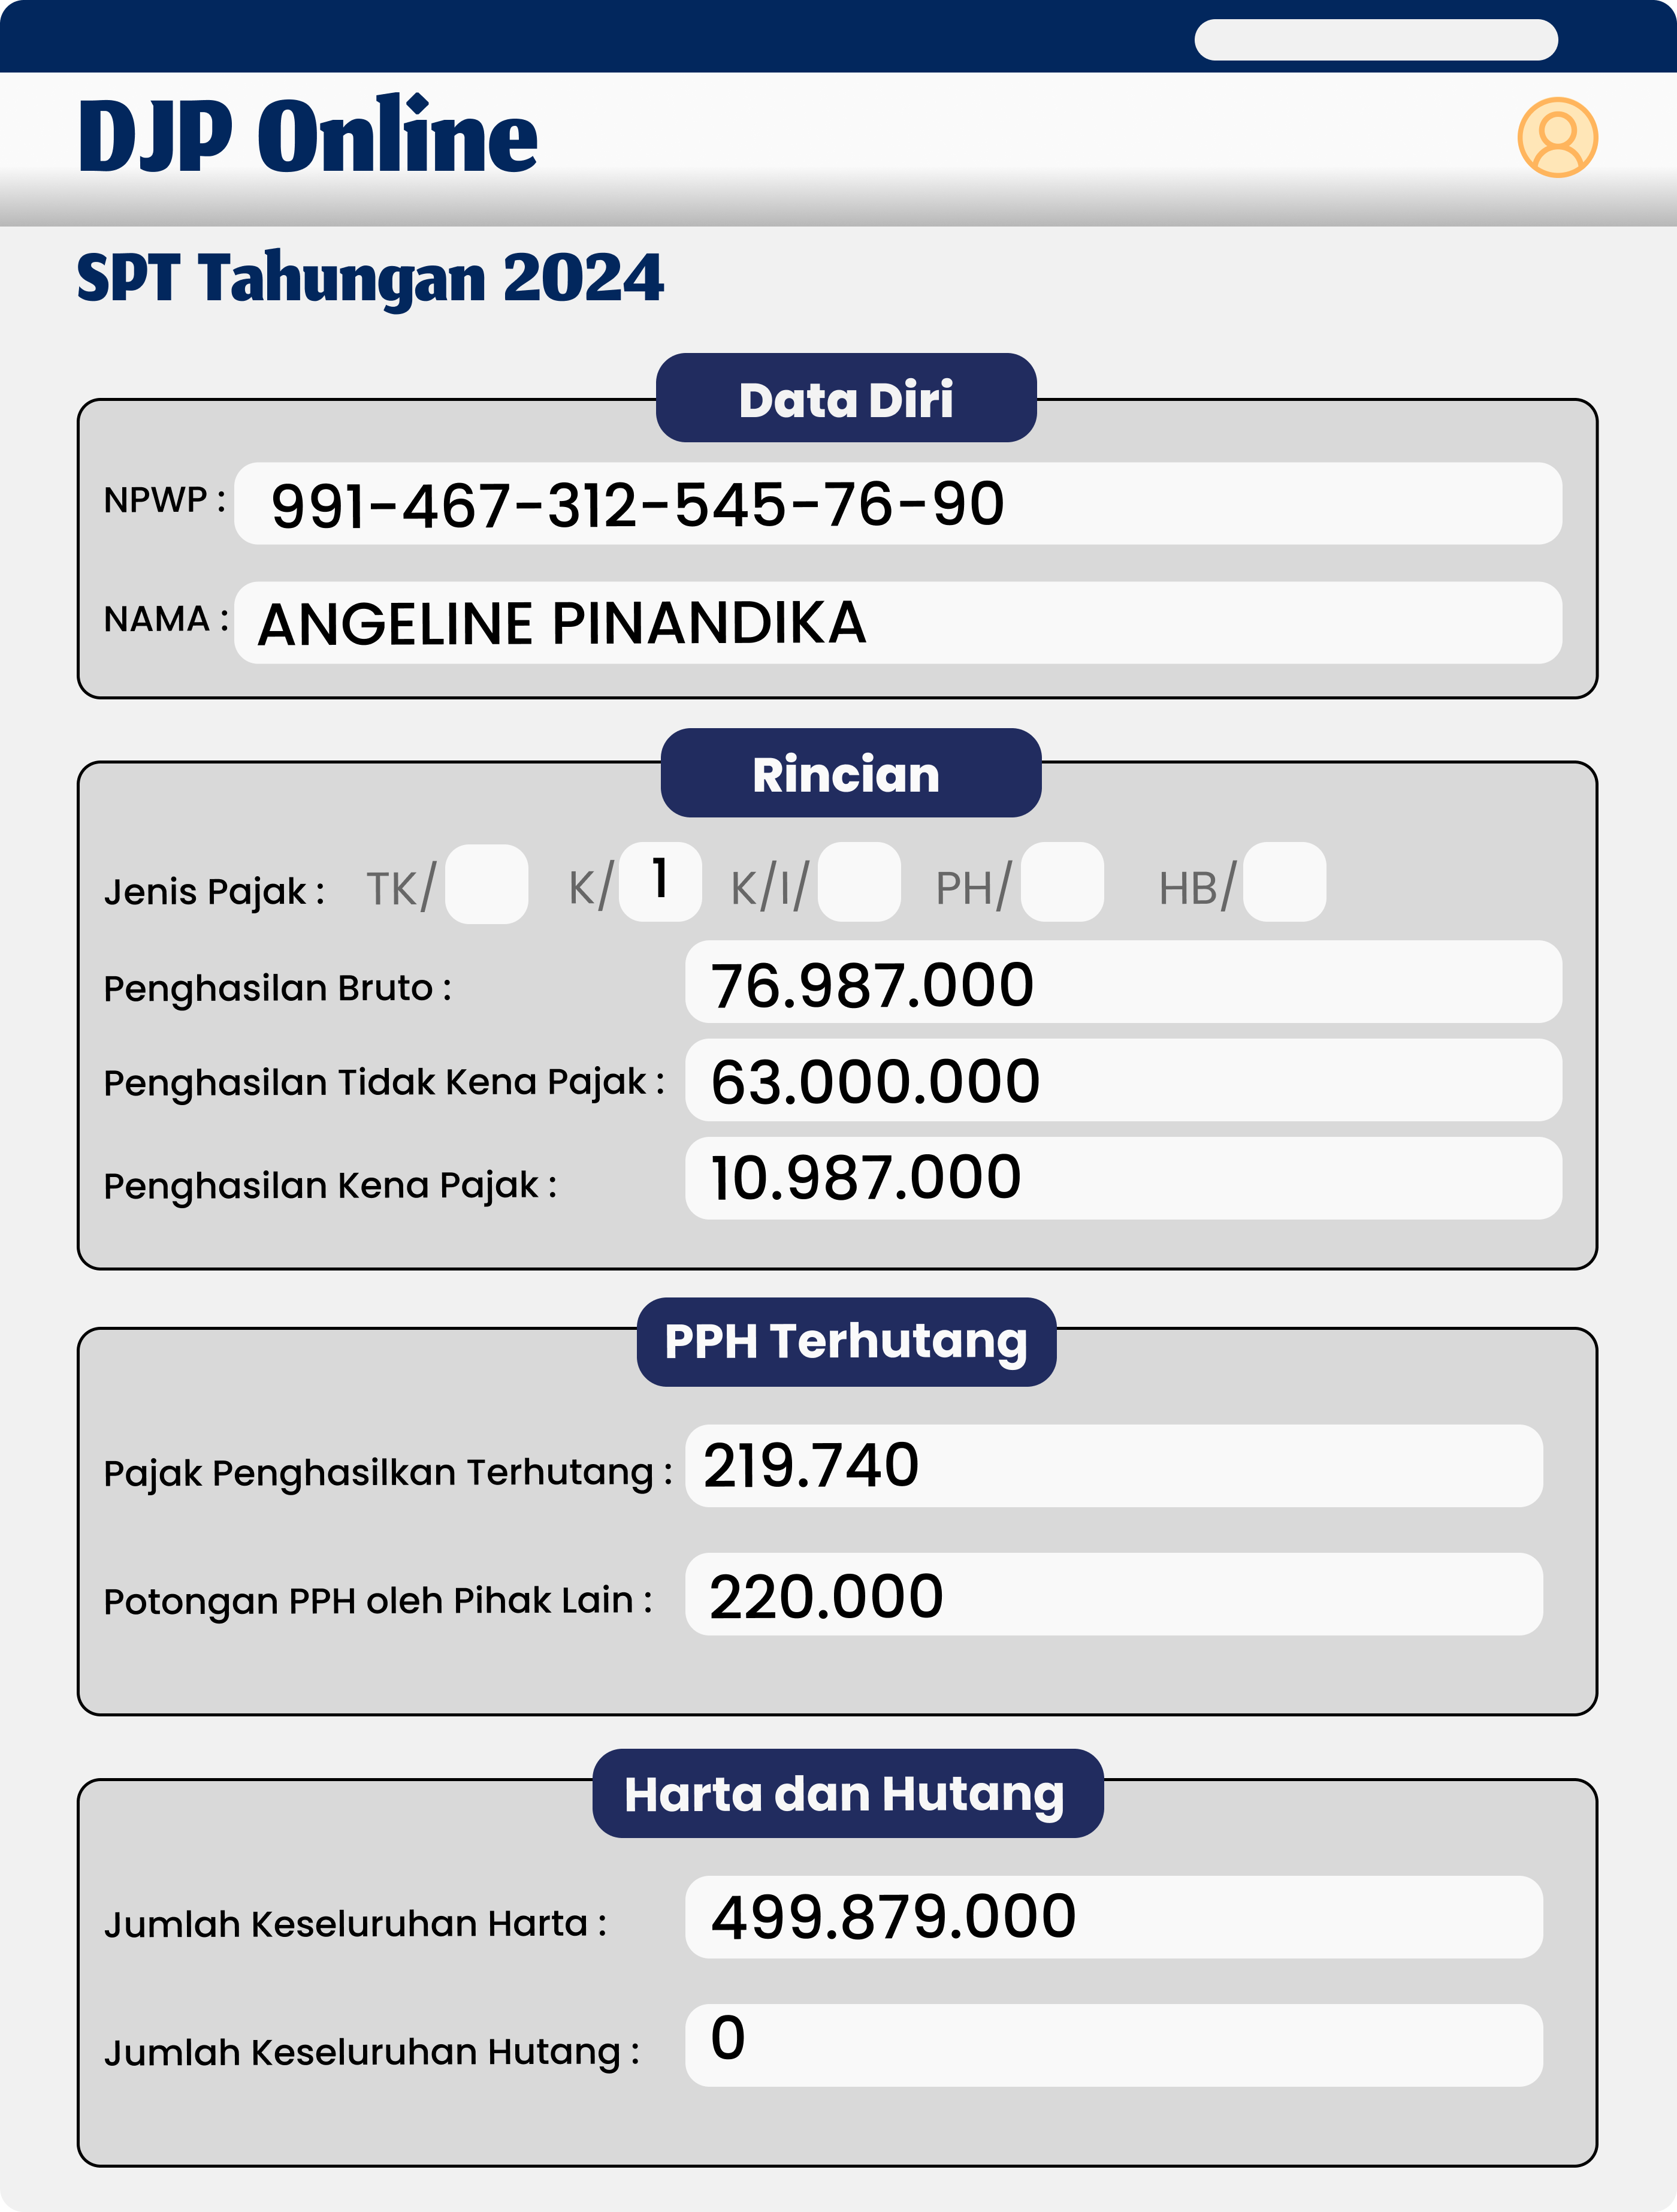 DJP Online
SPT Tahungan 2024
Data Diri
NPWP : 991-467-312-545-76-90
NAMA : ANGELINE PINANDIKA
Rincian
Jenis Pajak : TK/ K/ 1 K/I/ PH/ HB/
Penghasilan Bruto : 76.987.000
Penghasilan Tidak Kena Pajak : 63.000.000
Penghasilan Kena Pajak : 10.987.000
PPH Terhutang
Pajak Penghasilkan Terhutang : 219.740
Potongan PPH oleh Pihak Lain : 220.000
Harta dan Hutang
Jumlah Keseluruhan Harta : 499.879.000
Jumlah Keseluruhan Hutang : 0